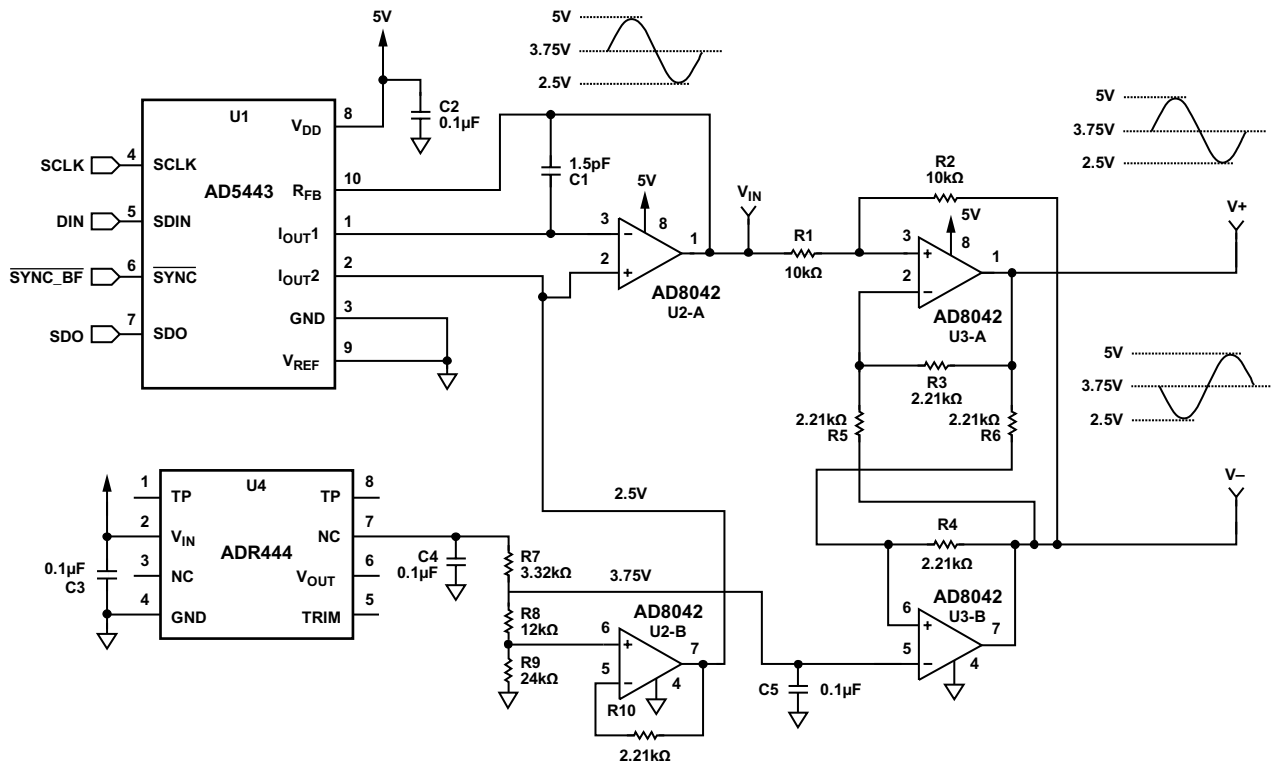 5V
5V
3.75V
2.5V
U1
AD5443
SCLK
4
SCLK
DIN
5
SDIN
SYNC_BF
6
SYNC
SDO
7
SDO
VDD
8
RFB
10
IOUT1
1
IOUT2
2
GND
3
VREF
9
C2
0.1µF
1.5pF
C1
5V
8
3
−
2
+
1
AD8042
U2-A
VIN
R1
10kΩ
R2
10kΩ
5V
8
3
+
2
−
1
AD8042
U3-A
R3
2.21kΩ
2.21kΩ
R5
2.21kΩ
R6
5V
3.75V
2.5V
V+
5V
3.75V
2.5V
V−
U4
ADR444
1
TP
2
VIN
3
NC
4
GND
TP
8
NC
7
VOUT
6
TRIM
5
0.1µF
C3
C4
0.1µF
R7
3.32kΩ
R8
12kΩ
R9
24kΩ
2.5V
3.75V
AD8042
U2-B
6
+
5
−
7
4
R10
2.21kΩ
C5
0.1µF
R4
2.21kΩ
AD8042
U3-B
6
+
5
−
7
4